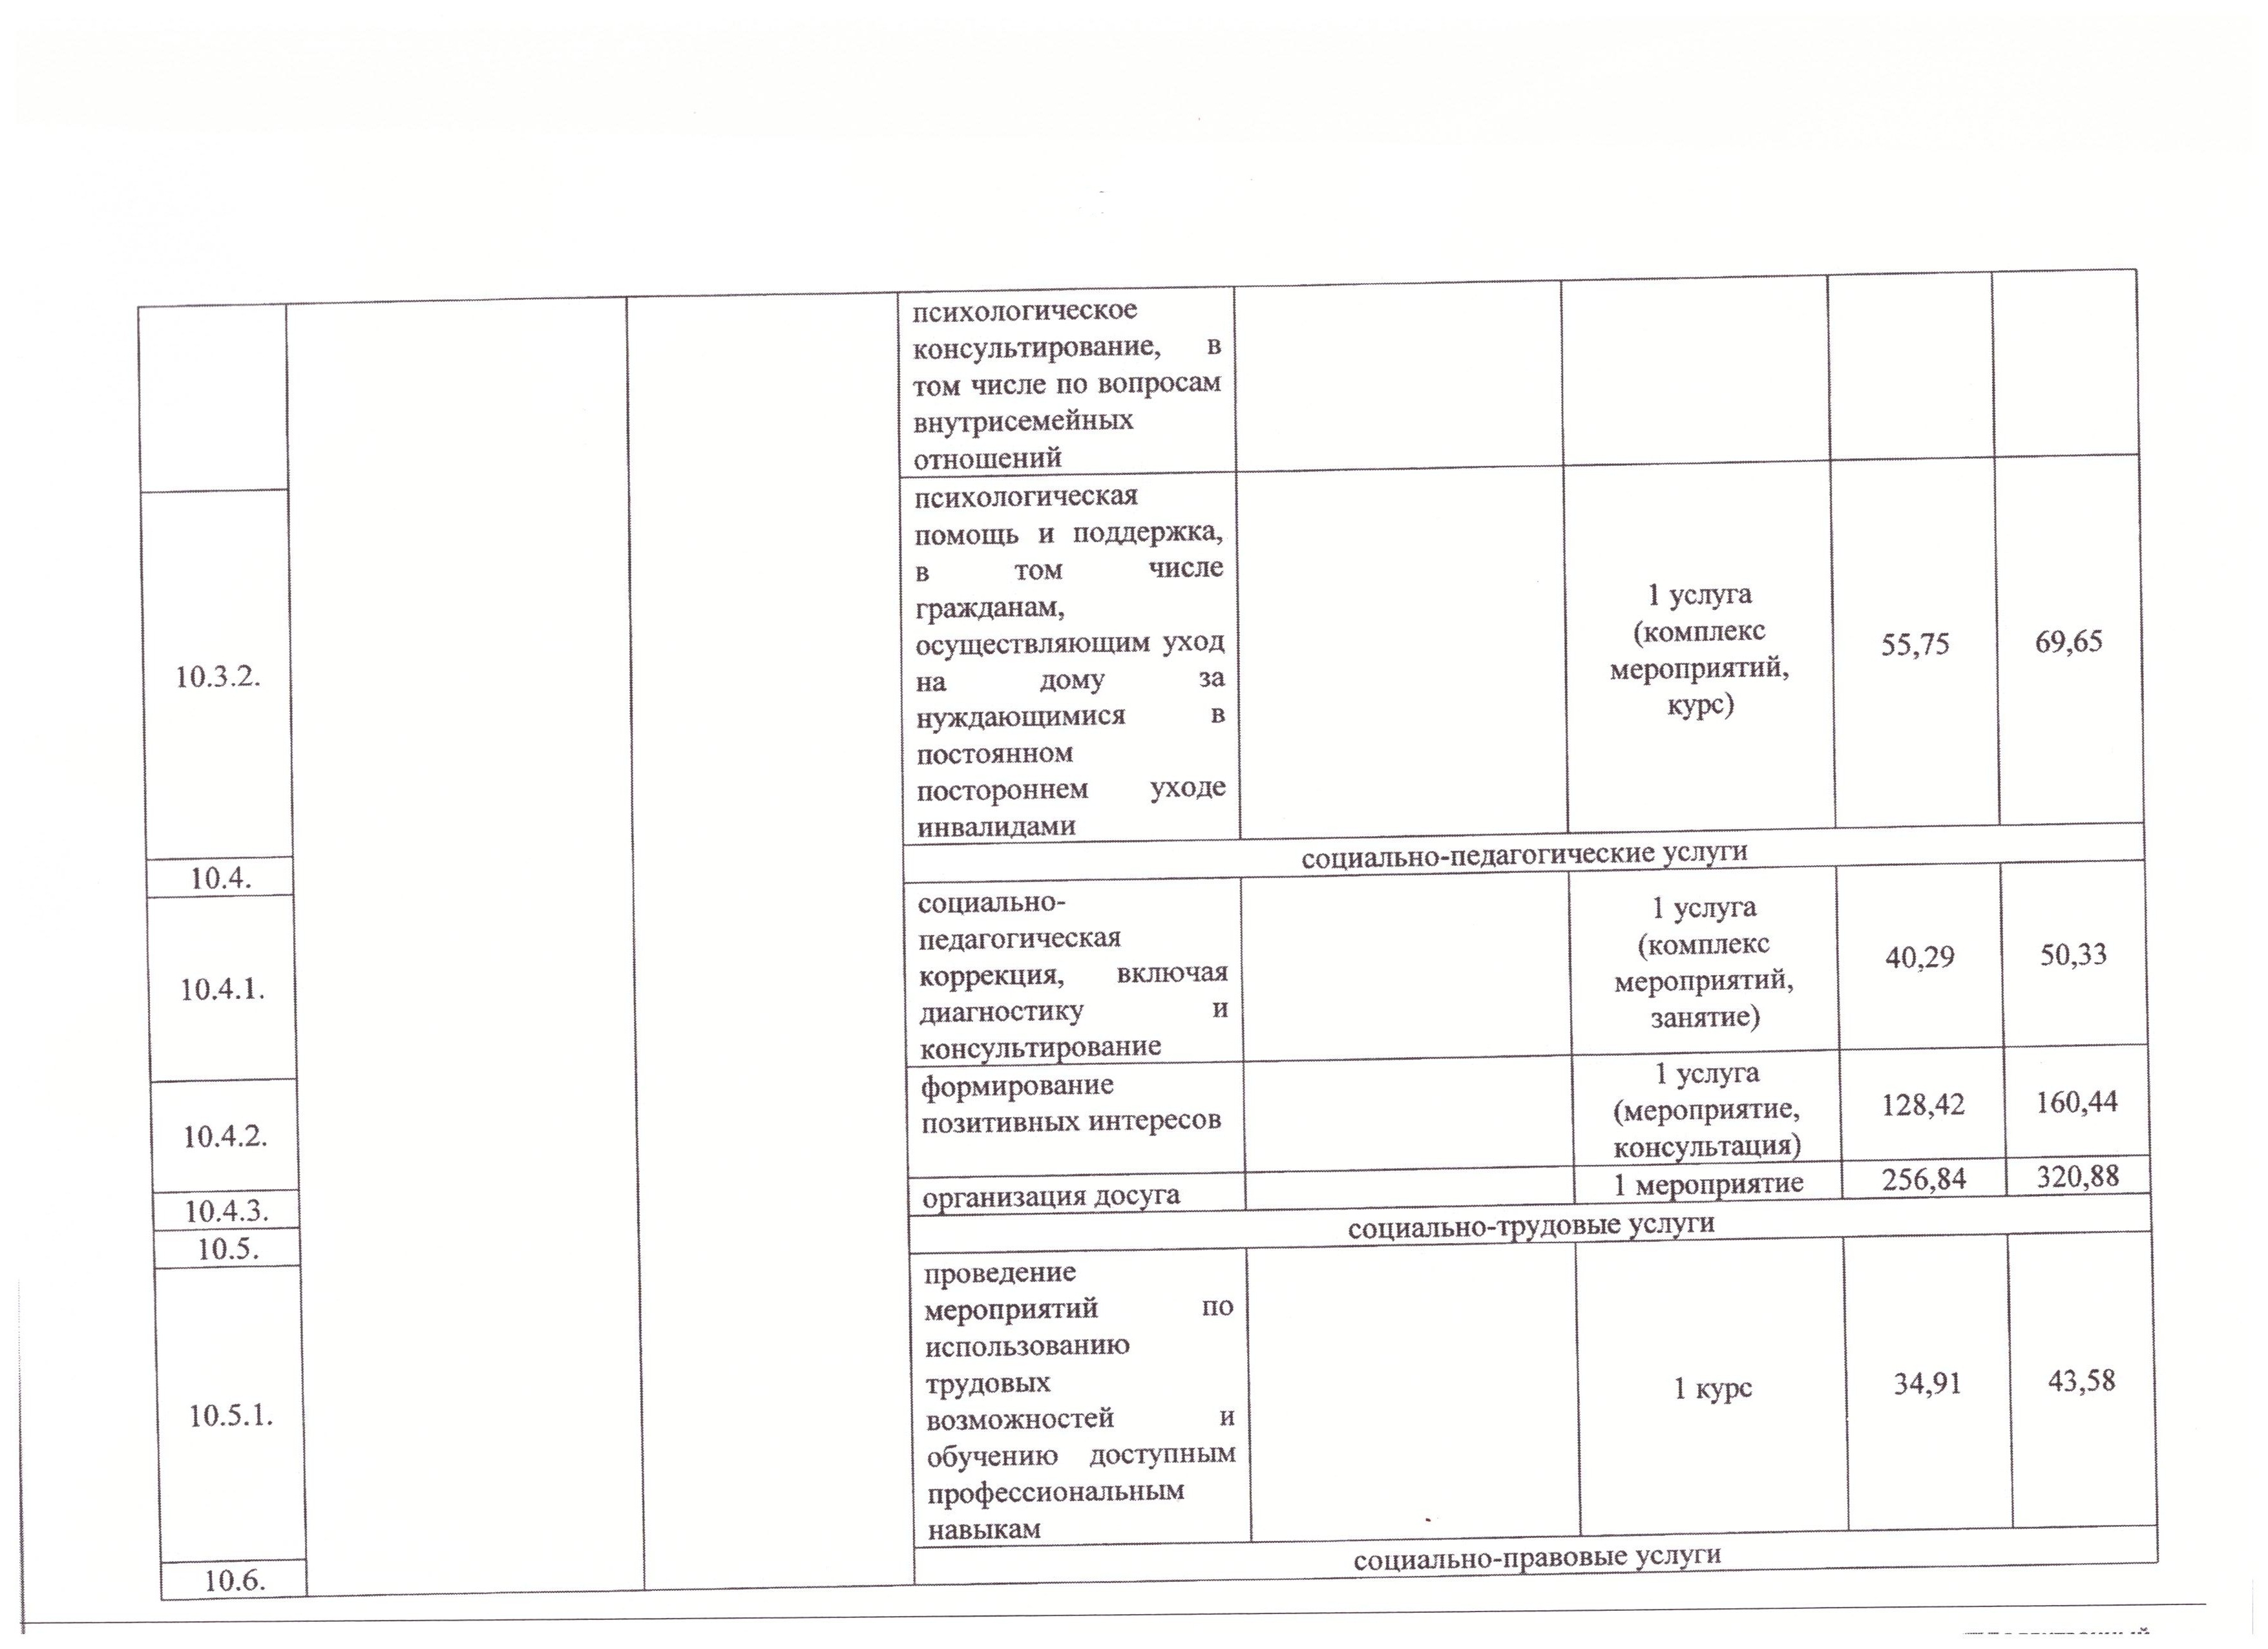 психологическое
консультирование, в
том числе по вопросам
внутрисемейных
отношений
10.3.2.
психологическая
помощь и поддержка,
в том числе
гражданам,
осуществляющим уход
на дому за
нуждающимися в
постоянном
постороннем уходе
инвалидами
1 услуга
(комплекс
мероприятий,
курс)
55,75
69,65
10.4.
социально-педагогические услуги
10.4.1.
социально-
педагогическая
коррекция, включая
диагностику и
консультирование
1 услуга
(комплекс
мероприятий,
занятие)
40,29
50,33
10.4.2.
формирование
позитивных интересов
1 услуга
(мероприятие,
консультация)
128,42
160,44
10.4.3.
организация досуга
1 мероприятие
256,84
320,88
10.5.
социально-трудовые услуги
10.5.1.
проведение
мероприятий по
использованию
трудовых
возможностей и
обучению доступным
профессиональным
навыкам
1 курс
34,91
43,58
10.6.
социально-правовые услуги